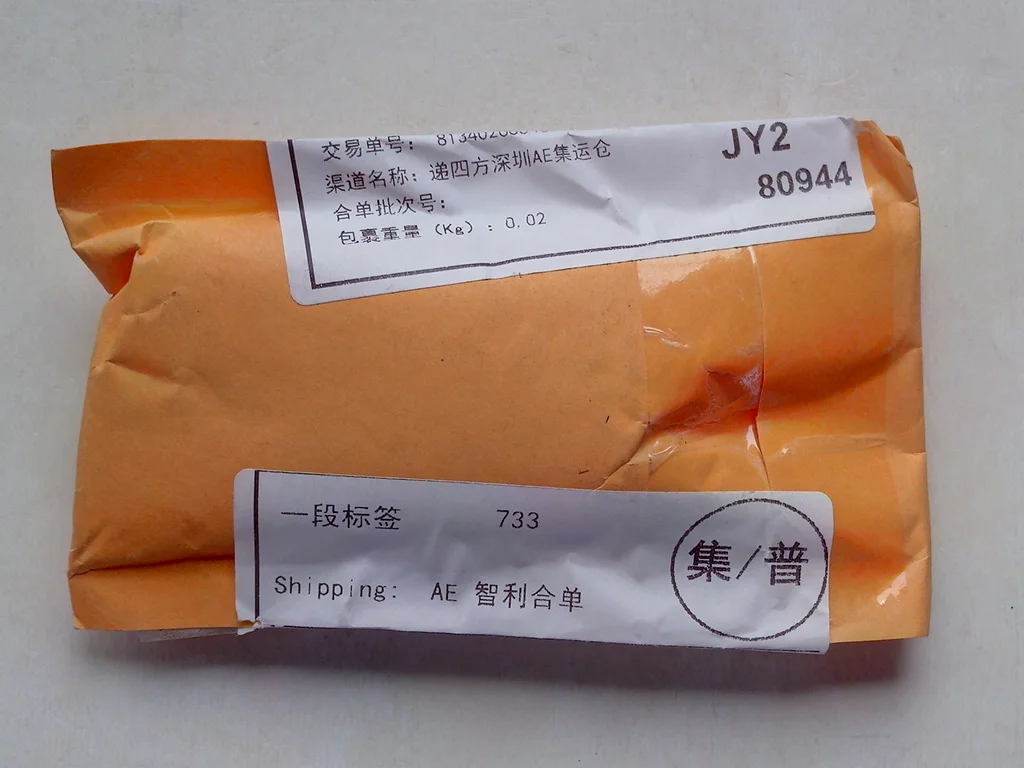 交易单号：
渠道名称：递四方深圳AE集运仓
合单批次号：
包裹重量（Kg）：0.02
JY2
80944
一段标签 733
Shipping: AE 智利合单
集/普